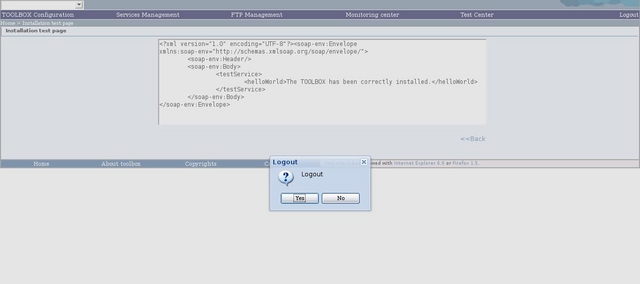 TOOLBOX Configuration Services Management FTP Management Monitoring center Test Center Logout
Home > Installation test page
Installation test page
<?xml version="1.0" encoding="UTF-8"?><soap-env:Envelope
xmlns:soap-env="http://schemas.xmlsoap.org/soap/envelope/">
<soap-env:Header/>
<soap-env:Body>
<testService>
<helloWorld>The TOOLBOX has been correctly installed.</helloWorld>
</testService>
</soap-env:Body>
</soap-env:Envelope>
<<Back
Home About toolbox Copyrights with Internet Explorer 6.0 or Firefox 1.5.
Logout
Logout
Yes No